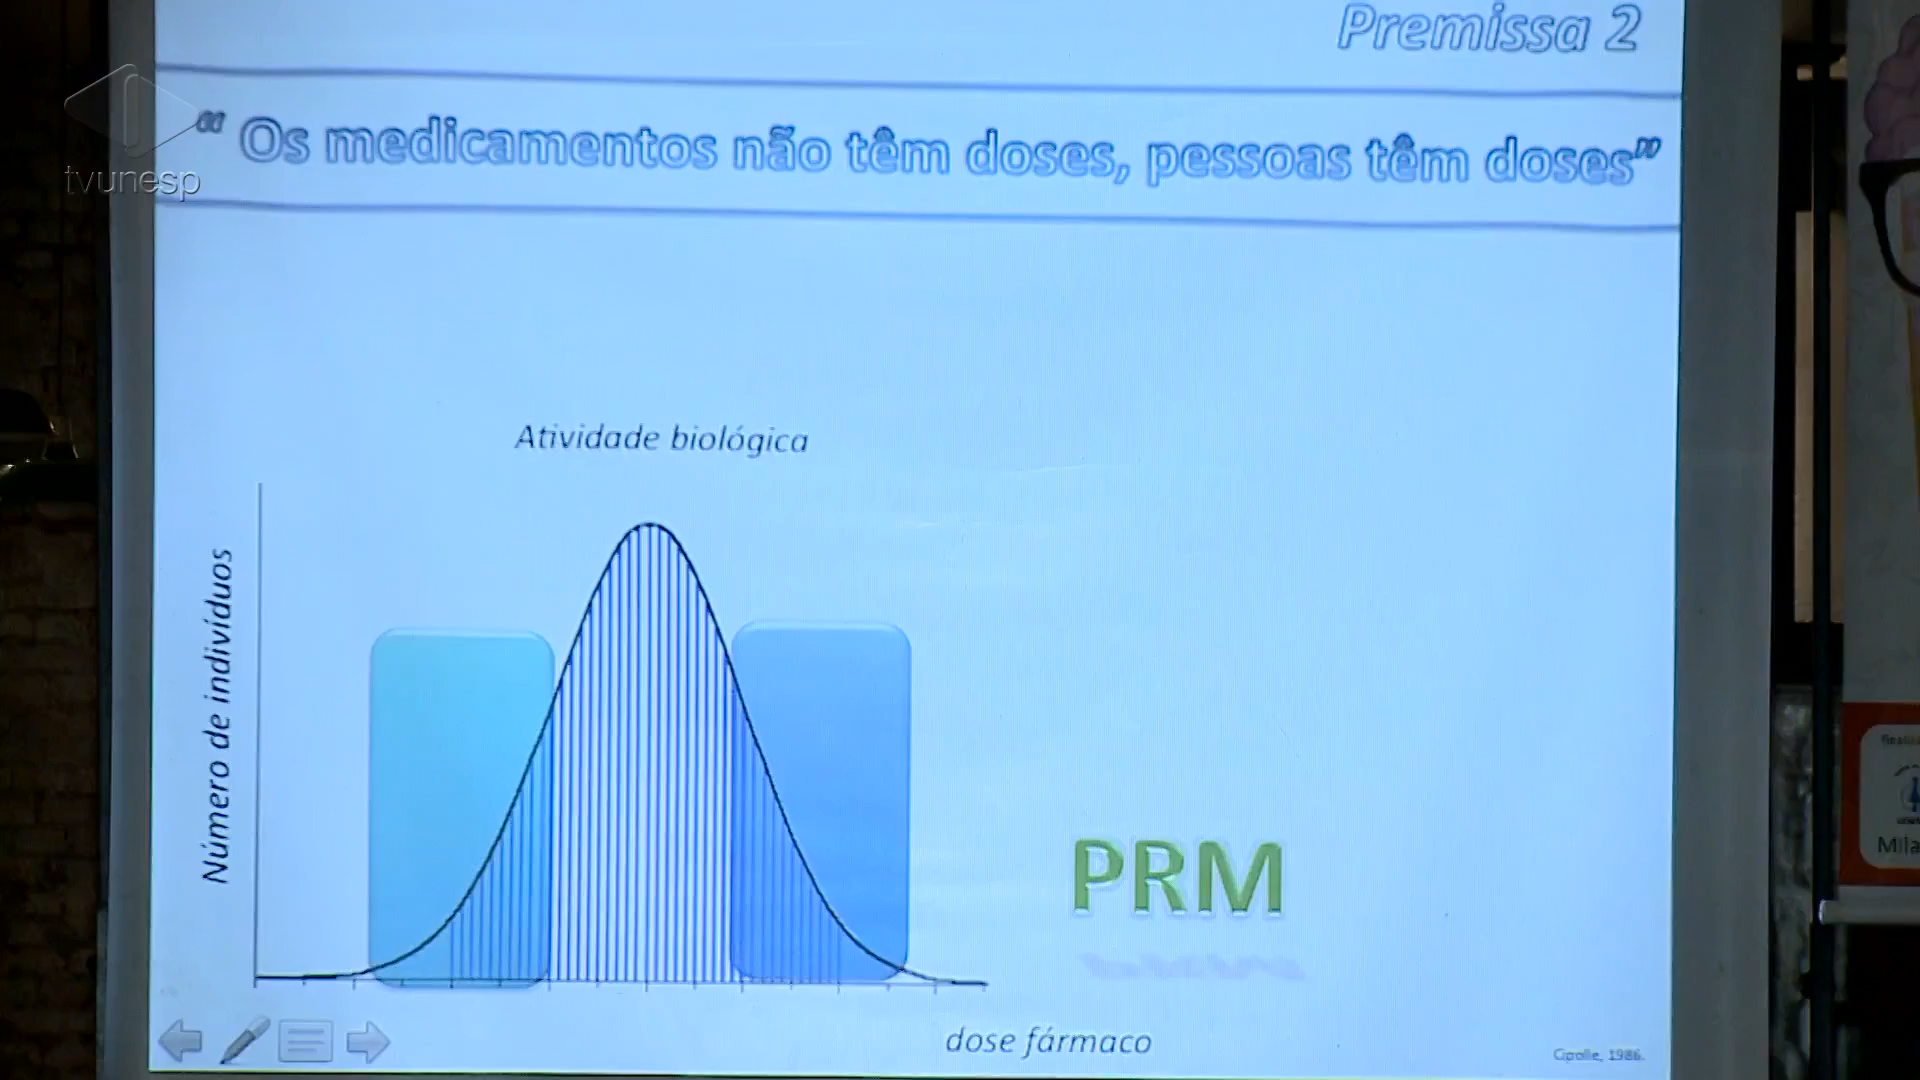 Premissa 2
“ Os medicamentos não têm doses, pessoas têm doses”
tvunesp
Atividade biológica
Número de indivíduos
PRM
dose fármaco
Cipolle, 1986.
Mila